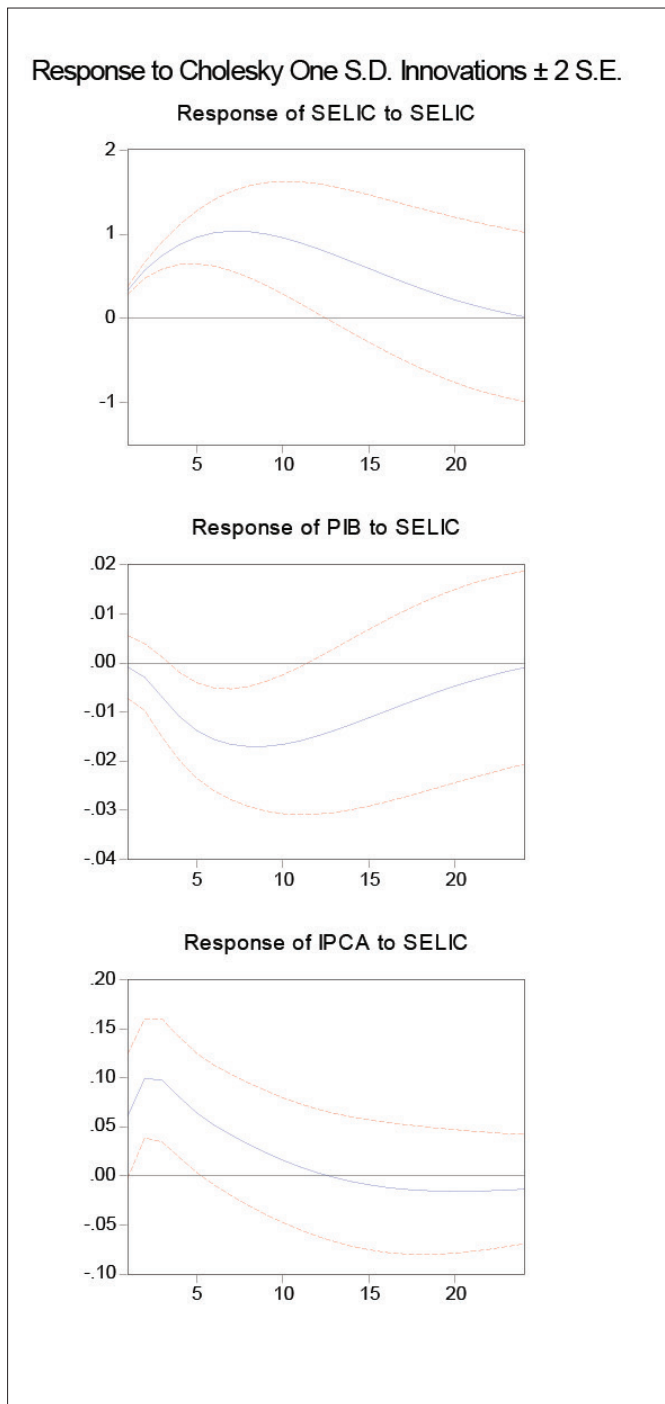 Response to Cholesky One S.D. Innovations ± 2 S.E.
Response of SELIC to SELIC
2
1
0
-1
5 10 15 20
Response of PIB to SELIC
.02
.01
.00
-.01
-.02
-.03
-.04
5 10 15 20
Response of IPCA to SELIC
.20
.15
.10
.05
.00
-.05
-.10
5 10 15 20